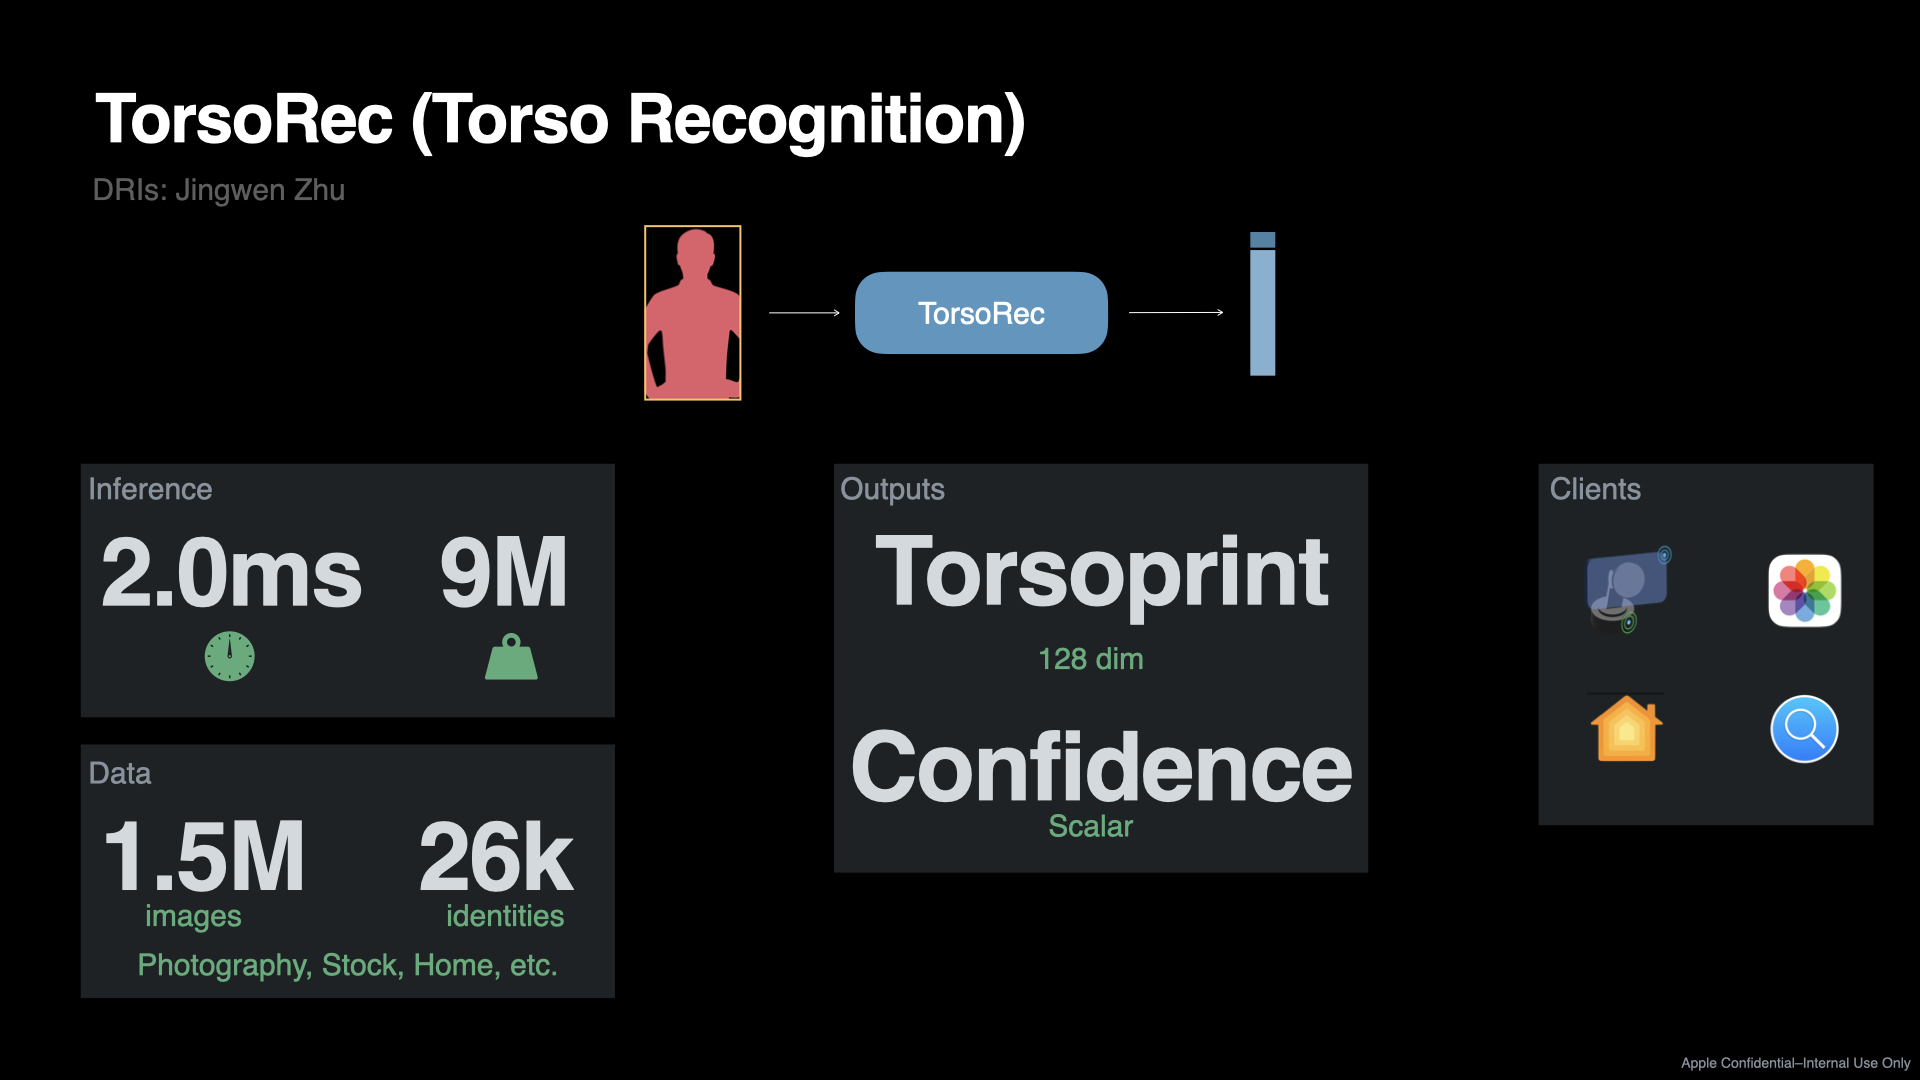 TorsoRec (Torso Recognition)
DRIs: Jingwen Zhu
TorsoRec
Inference
2.0ms 9M
Data
1.5M 26k
images identities
Photography, Stock, Home, etc.
Outputs
Torsoprint
128 dim
Confidence
Scalar
Clients
Apple Confidential–Internal Use Only